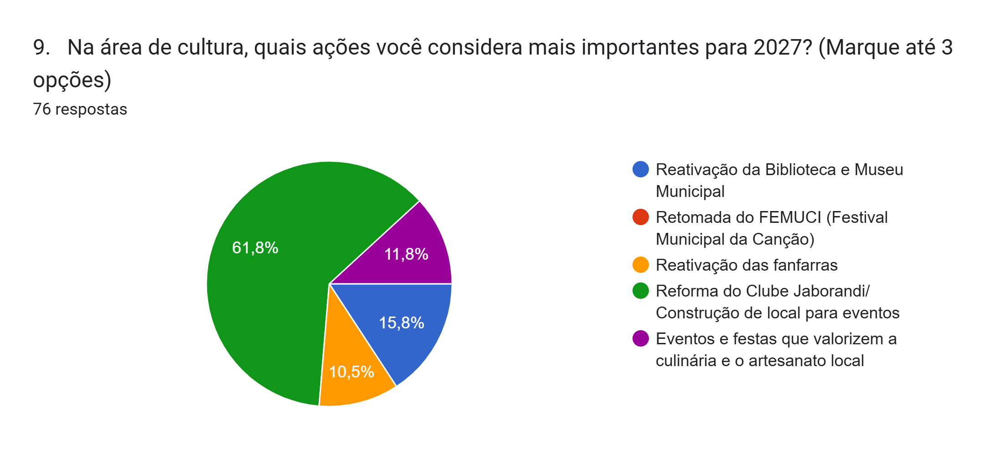 9.   Na área de cultura, quais ações você considera mais importantes para 2027? (Marque até 3
opções)
76 respostas
61,8%
11,8%
15,8%
10,5%
Reativação da Biblioteca e Museu
Municipal
Retomada do FEMUCI (Festival
Municipal da Canção)
Reativação das fanfarras
Reforma do Clube Jaborandi/
Construção de local para eventos
Eventos e festas que valorizem a
culinária e o artesanato local